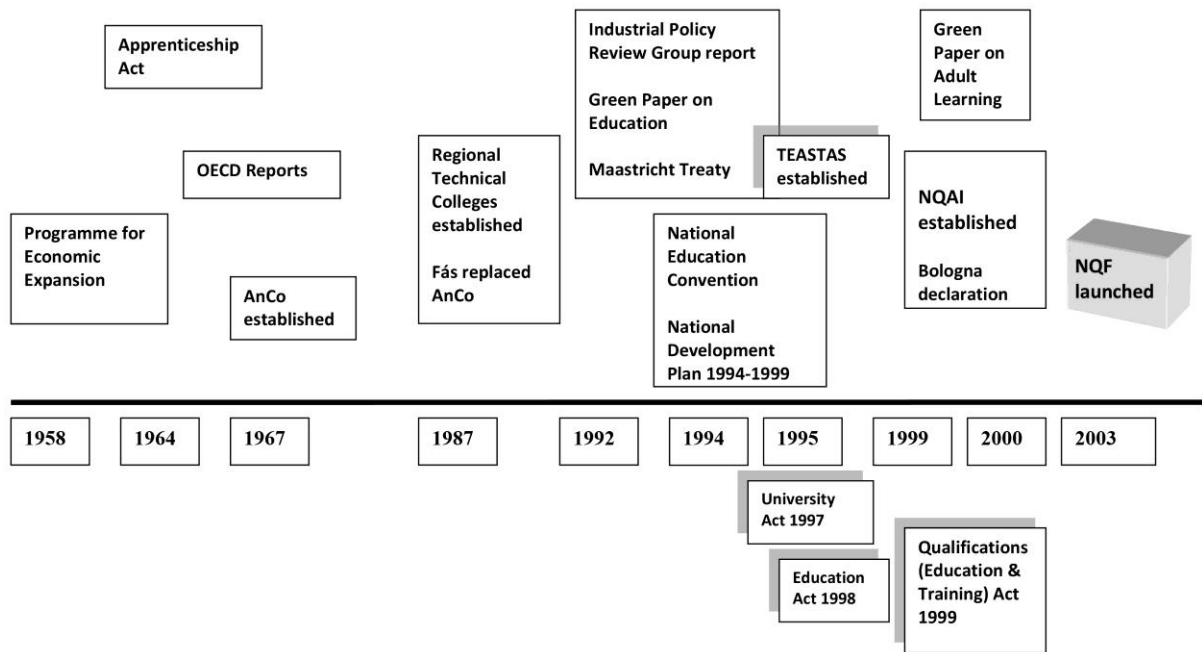 Apprenticeship
Act
OECD Reports
Programme for
Economic
Expansion
AnCo
established
Regional
Technical
Colleges
established
Fás replaced
AnCo
Industrial Policy
Review Group report
Green Paper on
Education
Maastricht Treaty
TEASTAS
established
National
Education
Convention
National
Development
Plan 1994-1999
Green
Paper on
Adult
Learning
NQAI
established
Bologna
declaration
NQF
launched
1958
1964
1967
1987
1992
1994
1995
1999
2000
2003
University
Act 1997
Education
Act 1998
Qualifications
(Education &
Training) Act
1999